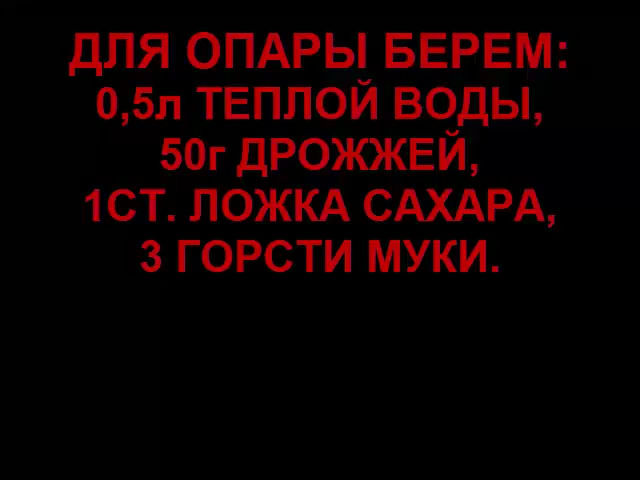 ДЛЯ ОПАРЫ БЕРЕМ:
0,5л ТЕПЛОЙ ВОДЫ,
50г ДРОЖЖЕЙ,
1СТ. ЛОЖКА САХАРА,
3 ГОРСТИ МУКИ.